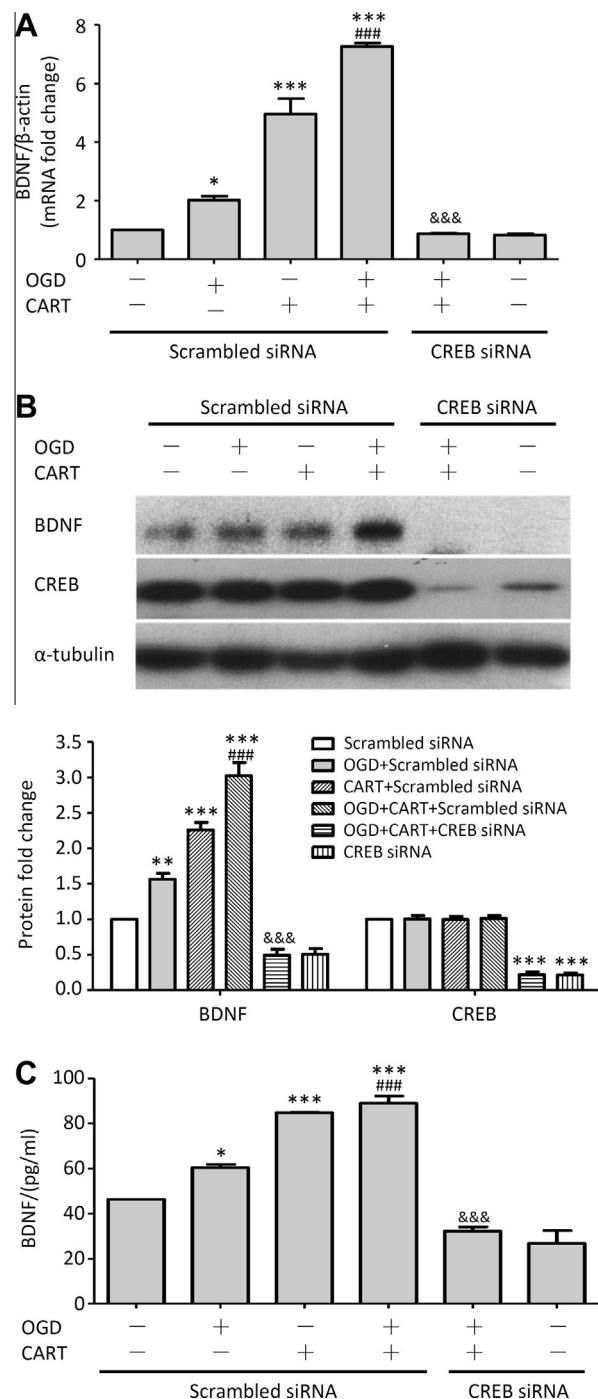 A
BDNF/β-actin
(mRNA fold change)
8
6
4
2
0
*
***
***
###
&&&
OGD — + — + + —
CART — — + + + —
Scrambled siRNA CREB siRNA
B
Scrambled siRNA CREB siRNA
OGD — + — + + —
CART — — + + + —
BDNF
CREB
α-tubulin
Protein fold change
3.5
3.0
2.5
2.0
1.5
1.0
0.5
0.0
**
***
***
###
&&&
*** ***
BDNF CREB
Scrambled siRNA
OGD+Scrambled siRNA
CART+Scrambled siRNA
OGD+CART+Scrambled siRNA
OGD+CART+CREB siRNA
CREB siRNA
C
BDNF/(pg/ml)
100
80
60
40
20
0
*
***
***
###
&&&
OGD — + — + + —
CART — — + + + —
Scrambled siRNA CREB siRNA